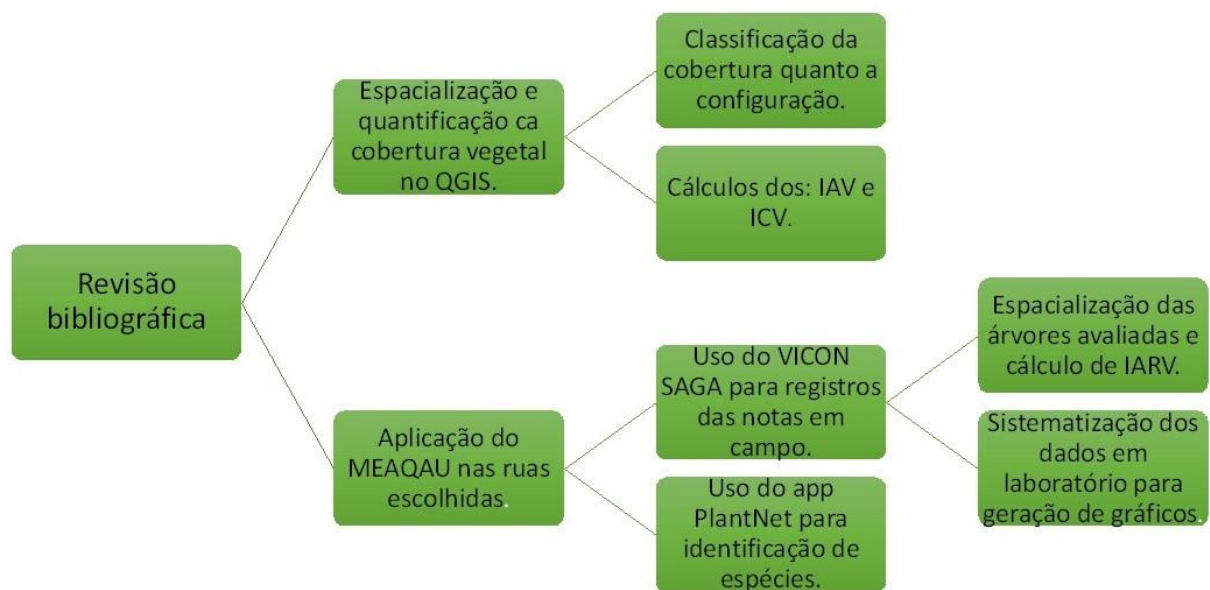 Revisão
bibliográfica
Espacialização e
quantificação ca
cobertura vegetal
no QGIS.
Classificação da
cobertura quanto a
configuração.
Cálculos dos: IAV e
ICV.
Aplicação do
MEAQAU nas ruas
escolhidas.
Uso do VICON
SAGA para registros
das notas em
campo.
Espacialização das
árvores avaliadas e
cálculo de IARV.
Sistematização dos
dados em
laboratório para
geração de gráficos.
Uso do app
PlantNet para
identificação de
espécies.